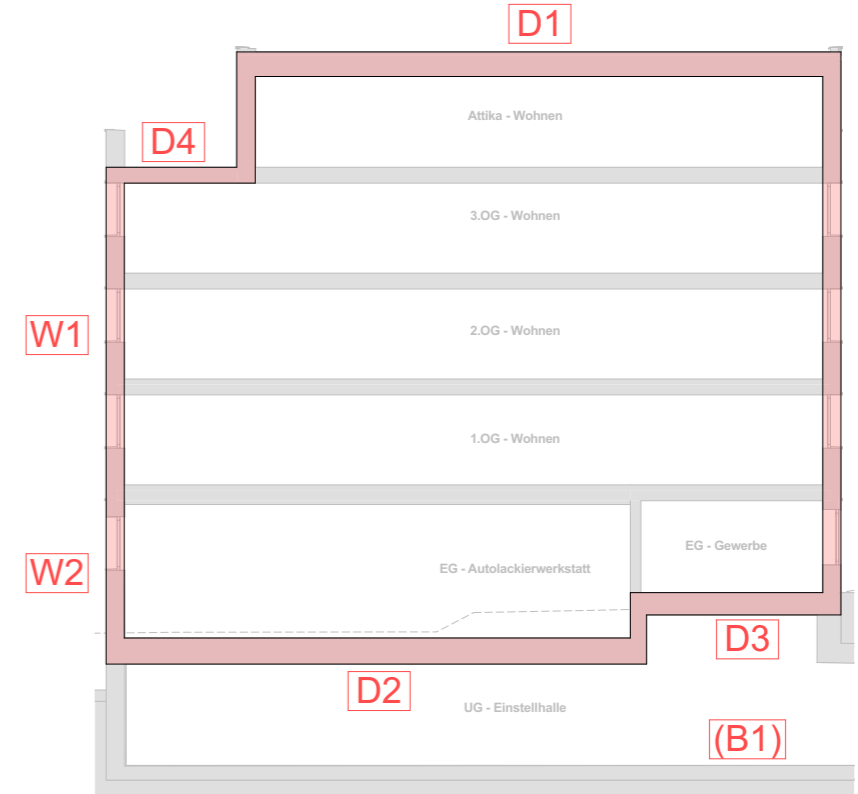 D1
Attika - Wohnen
D4
3.OG - Wohnen
W1
2.OG - Wohnen
1.OG - Wohnen
EG - Gewerbe
W2
EG - Autolackierwerkstatt
D3
D2
UG - Einstellhalle
(B1)